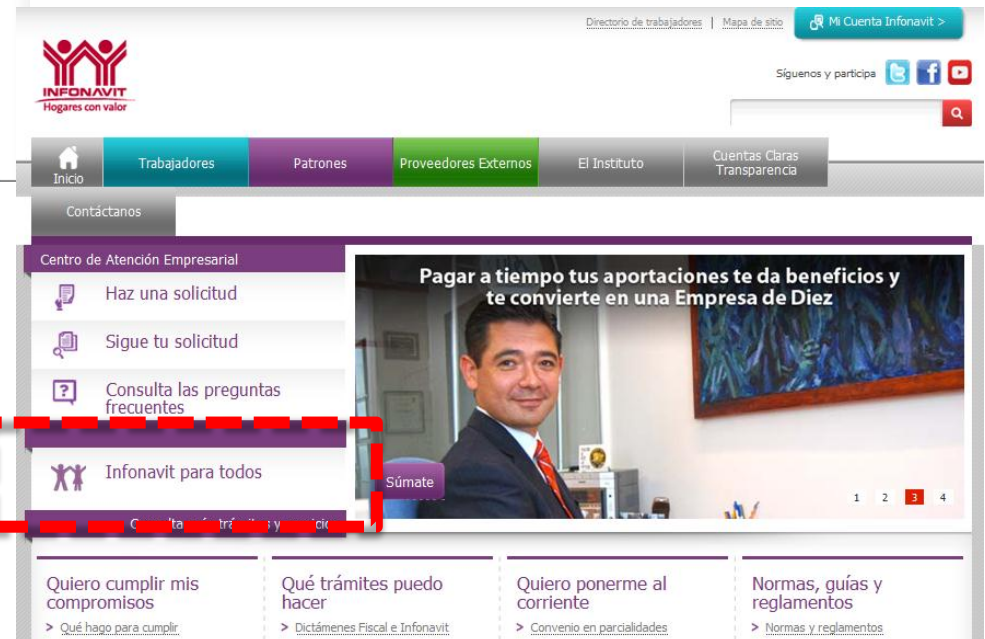 Directorio de trabajadores | Mapa de sitio
Mi Cuenta Infonavit >
INFONAVIT
Hogares con valor
Síguenos y participa
Inicio
Trabajadores
Patrones
Proveedores Externos
El Instituto
Cuentas Claras
Transparencia
Contáctanos
Centro de Atención Empresarial
Haz una solicitud
Sigue tu solicitud
Consulta las preguntas
frecuentes
Infonavit para todos
Pagar a tiempo tus aportaciones te da beneficios y
te convierte en una Empresa de Diez
Súmate
1 2 3 4
Quiero cumplir mis
compromisos
> Qué hago para cumplir
Qué trámites puedo
hacer
> Dictámenes Fiscal e Infonavit
Quiero ponerme al
corriente
> Convenio en parcialidades
Normas, guías y
reglamentos
> Normas y reglamentos